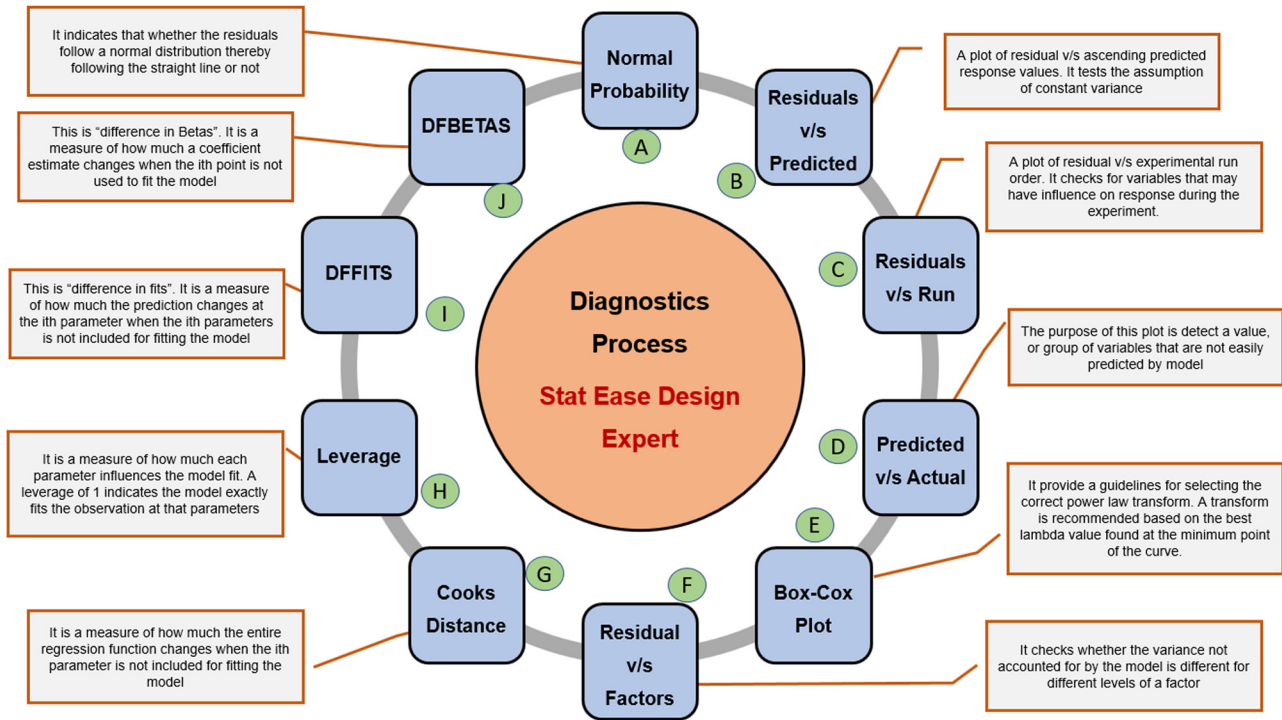 Diagnostics
Process
Stat Ease Design
Expert
Normal
Probability
A
It indicates that whether the residuals
follow a normal distribution thereby
following the straight line or not
Residuals
v/s
Predicted
B
A plot of residual v/s ascending predicted
response values. It tests the assumption
of constant variance
Residuals
v/s Run
C
A plot of residual v/s experimental run
order. It checks for variables that may
have influence on response during the
experiment.
Predicted
v/s Actual
D
The purpose of this plot is detect a value,
or group of variables that are not easily
predicted by model
Box-Cox
Plot
E
It provide a guidelines for selecting the
correct power law transform. A transform
is recommended based on the best
lambda value found at the minimum point
of the curve.
Residual
v/s
Factors
F
It checks whether the variance not
accounted for by the model is different for
different levels of a factor
Cooks
Distance
G
It is a measure of how much the entire
regression function changes when the ith
parameter is not included for fitting the
model
Leverage
H
It is a measure of how much each
parameter influences the model fit. A
leverage of 1 indicates the model exactly
fits the observation at that parameters
DFFITS
I
This is “difference in fits”. It is a measure
of how much the prediction changes at
the ith parameter when the ith parameters
is not included for fitting the model
DFBETAS
J
This is “difference in Betas”. It is a
measure of how much a coefficient
estimate changes when the ith point is not
used to fit the model